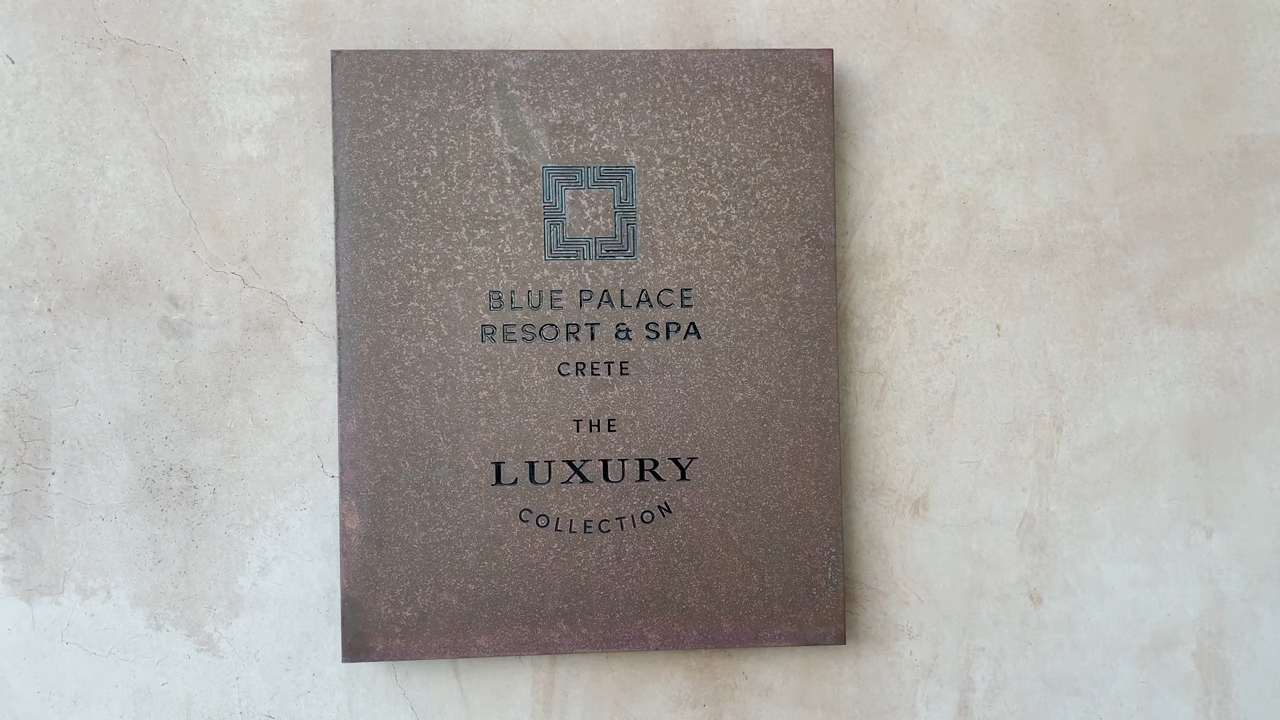 BLUE PALACE
RESORT & SPA
CRETE
THE
LUXURY
COLLECTION